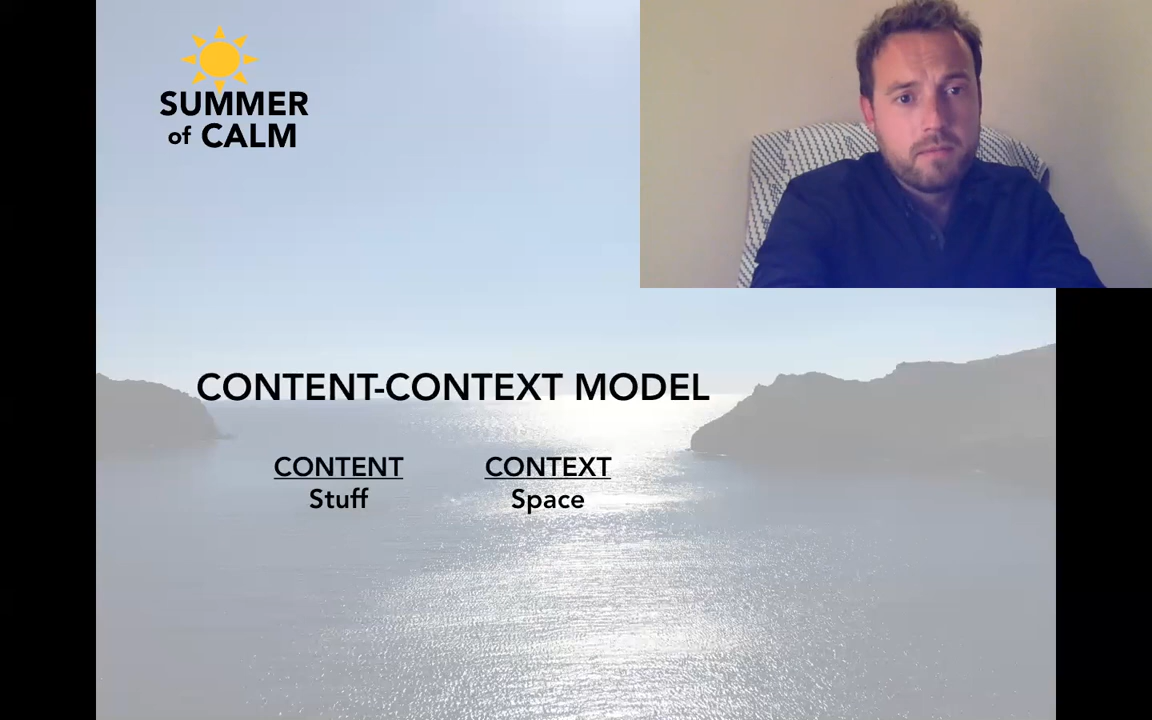 SUMMER
of CALM
CONTENT-CONTEXT MODEL
CONTENT CONTEXT
Stuff Space